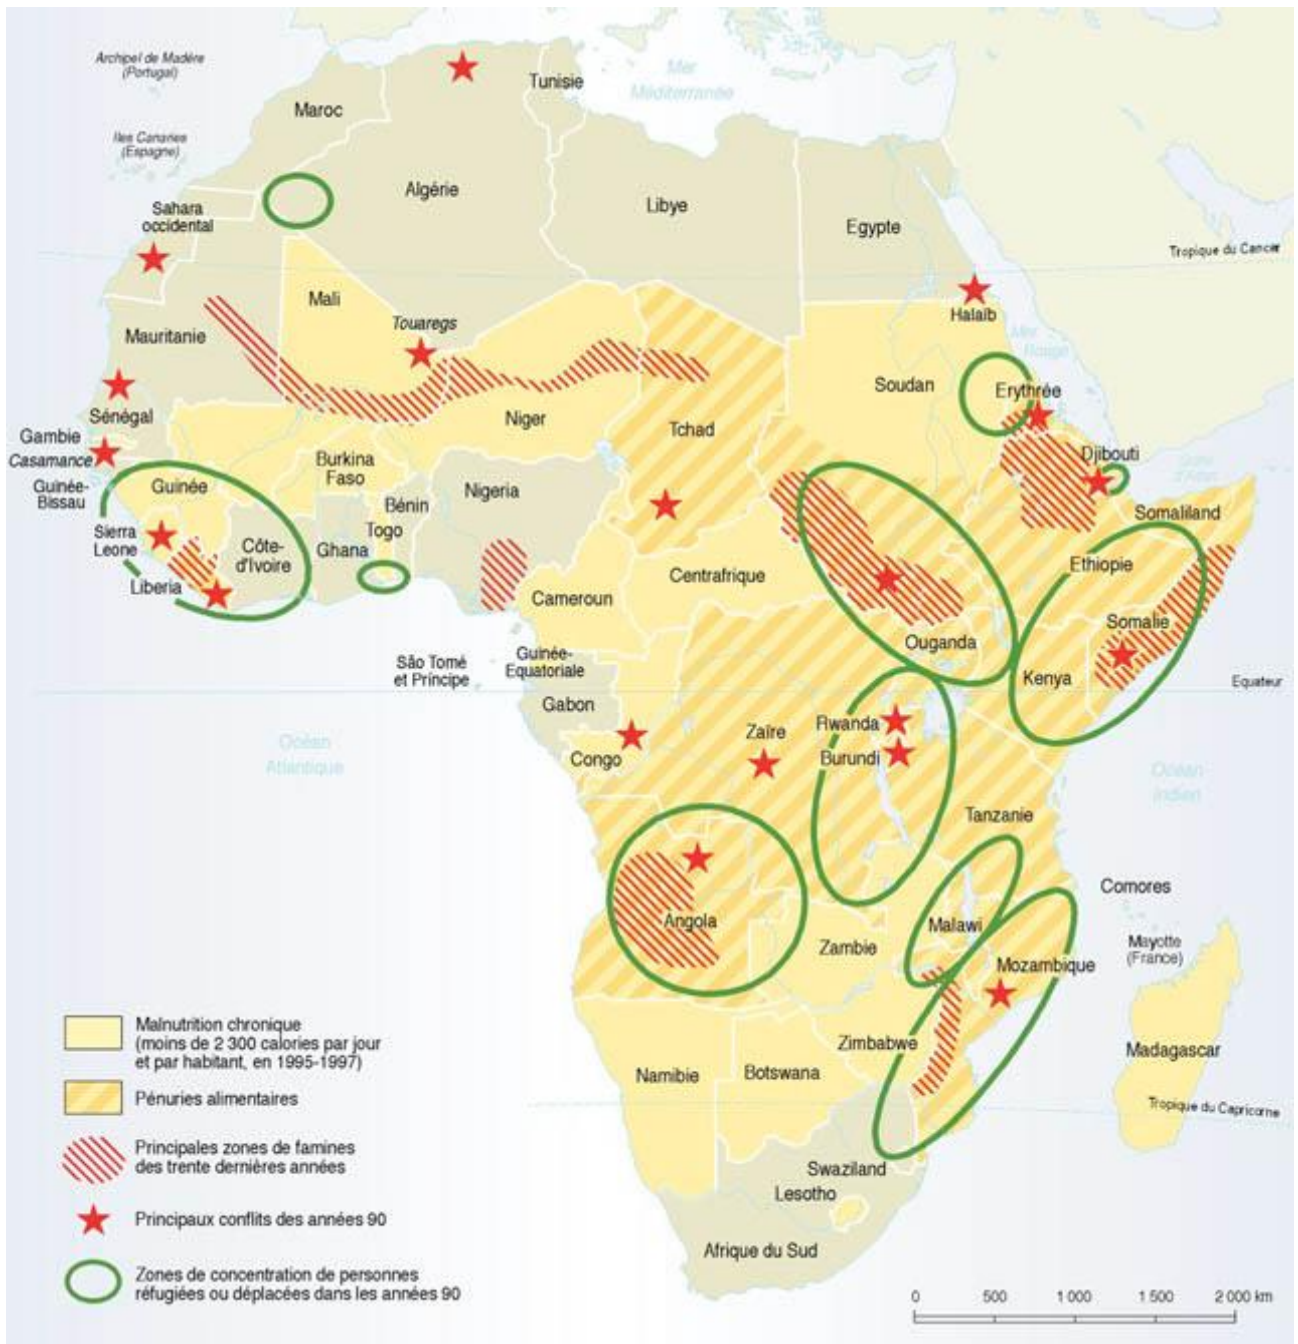 Archipel de Madère
(Portugal)
Mer
Méditerranée
Tunisie
Maroc
Iles Canaries
(Espagne)
Algérie
Libye
Egypte
Sahara
occidental
Tropique du Cancer
Mali
Halaïb
Touaregs
Mauritanie
Mer
Rouge
Soudan
Erythrée
Sénégal
Niger
Tchad
Gambie
Casamance
Djibouti
Burkina
Faso
Guinée-
Bissau
Guinée
Nigeria
Bénin
Somaliland
Togo
Sierra
Leone
Côte-
d'Ivoire
Ghana
Ethiopie
Centrafrique
Liberia
Cameroun
Somalie
Ouganda
Guinée-
Equatoriale
São Tomé
et Príncipe
Kenya
Equateur
Gabon
Rwanda
Zaïre
Océan
Atlantique
Congo
Burundi
Océan
Indien
Tanzanie
Comores
Angola
Malawi
Zambie
Mayotte
(France)
Mozambique
Malnutrition chronique
(moins de 2 300 calories par jour
et par habitant, en 1995-1997)
Zimbabwe
Madagascar
Namibie
Botswana
Pénuries alimentaires
Tropique du Capricorne
Principales zones de famines
des trente dernières années
Swaziland
Lesotho
Principaux conflits des années 90
Afrique du Sud
Zones de concentration de personnes
réfugiées ou déplacées dans les années 90
0 500 1 000 1 500 2 000 km